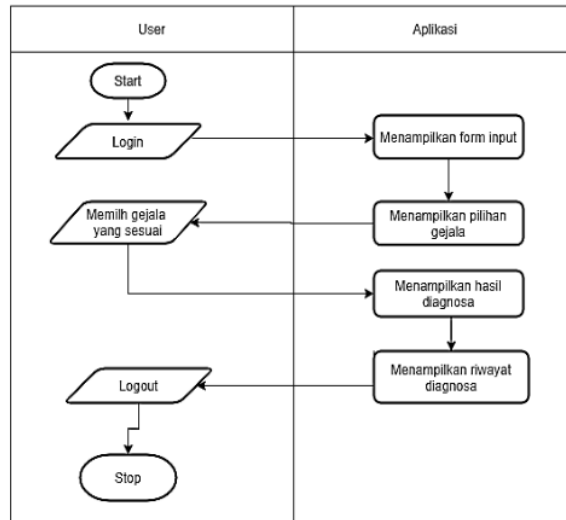 User
Aplikasi
Start
Login
Menampilkan form input
Menampilkan pilihan
gejala
Memilh gejala
yang sesuai
Menampilkan hasil
diagnosa
Menampilkan riwayat
diagnosa
Logout
Stop